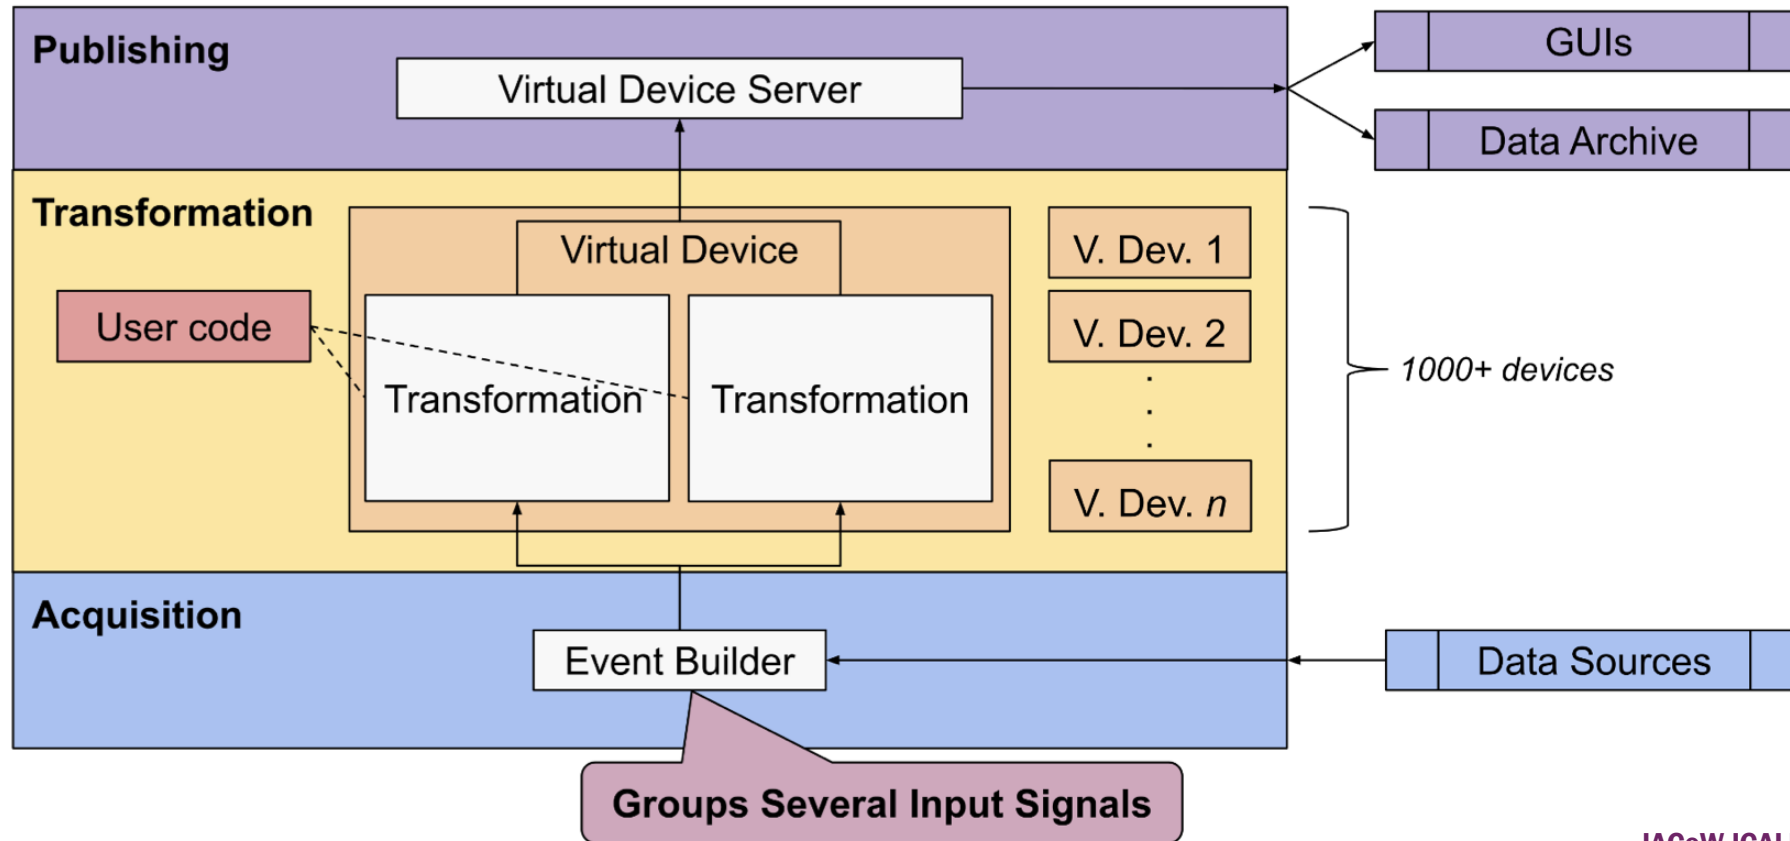 Publishing
Virtual Device Server
GUIs
Data Archive
Transformation
Virtual Device
User code
Transformation
Transformation
V. Dev. 1
V. Dev. 2
.
.
.
V. Dev. n
1000+ devices
Acquisition
Event Builder
Data Sources
Groups Several Input Signals